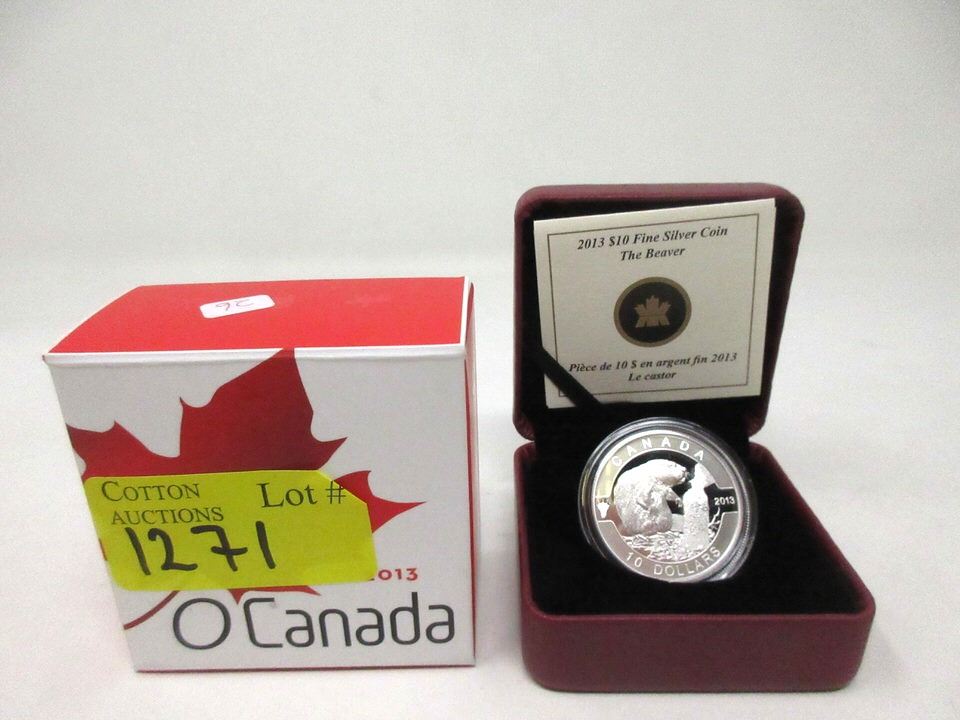 92
COTTON
AUCTIONS
Lot #
1271
2013
O Canada
2013 $10 Fine Silver Coin
The Beaver
Pièce de 10 $ en argent fin 2013
Le castor
CANADA
2013
10 DOLLARS